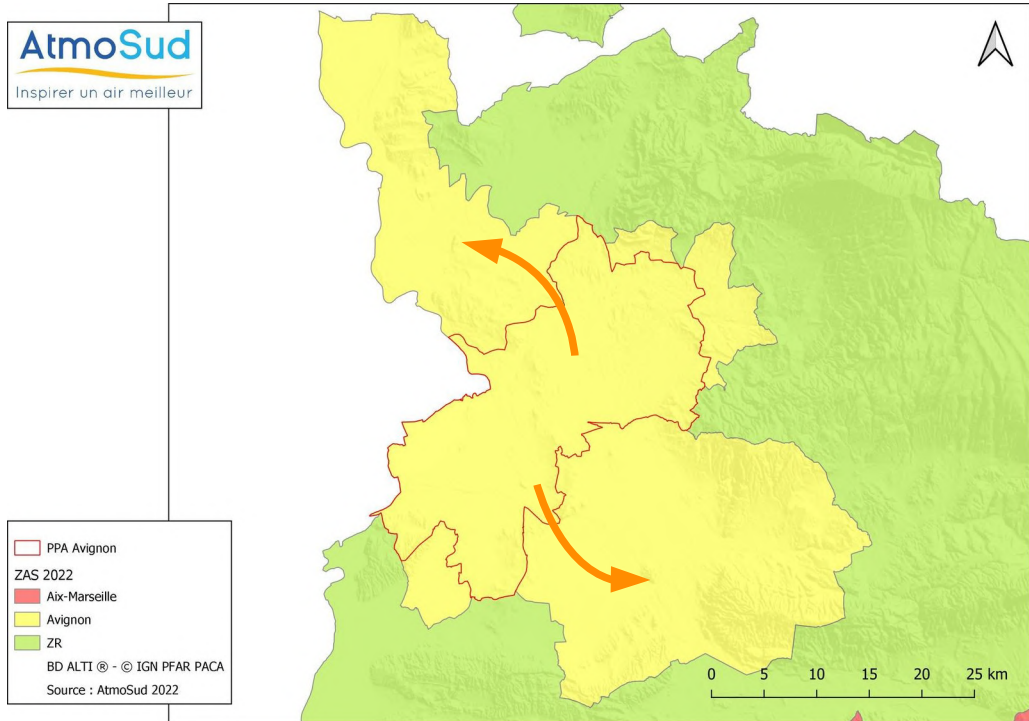 AtmoSud
Inspirer un air meilleur
PPA Avignon
ZAS 2022
Aix-Marseille
Avignon
ZR
BD ALTI ® - © IGN PFAR PACA
Source : AtmoSud 2022
0 5 10 15 20 25 km